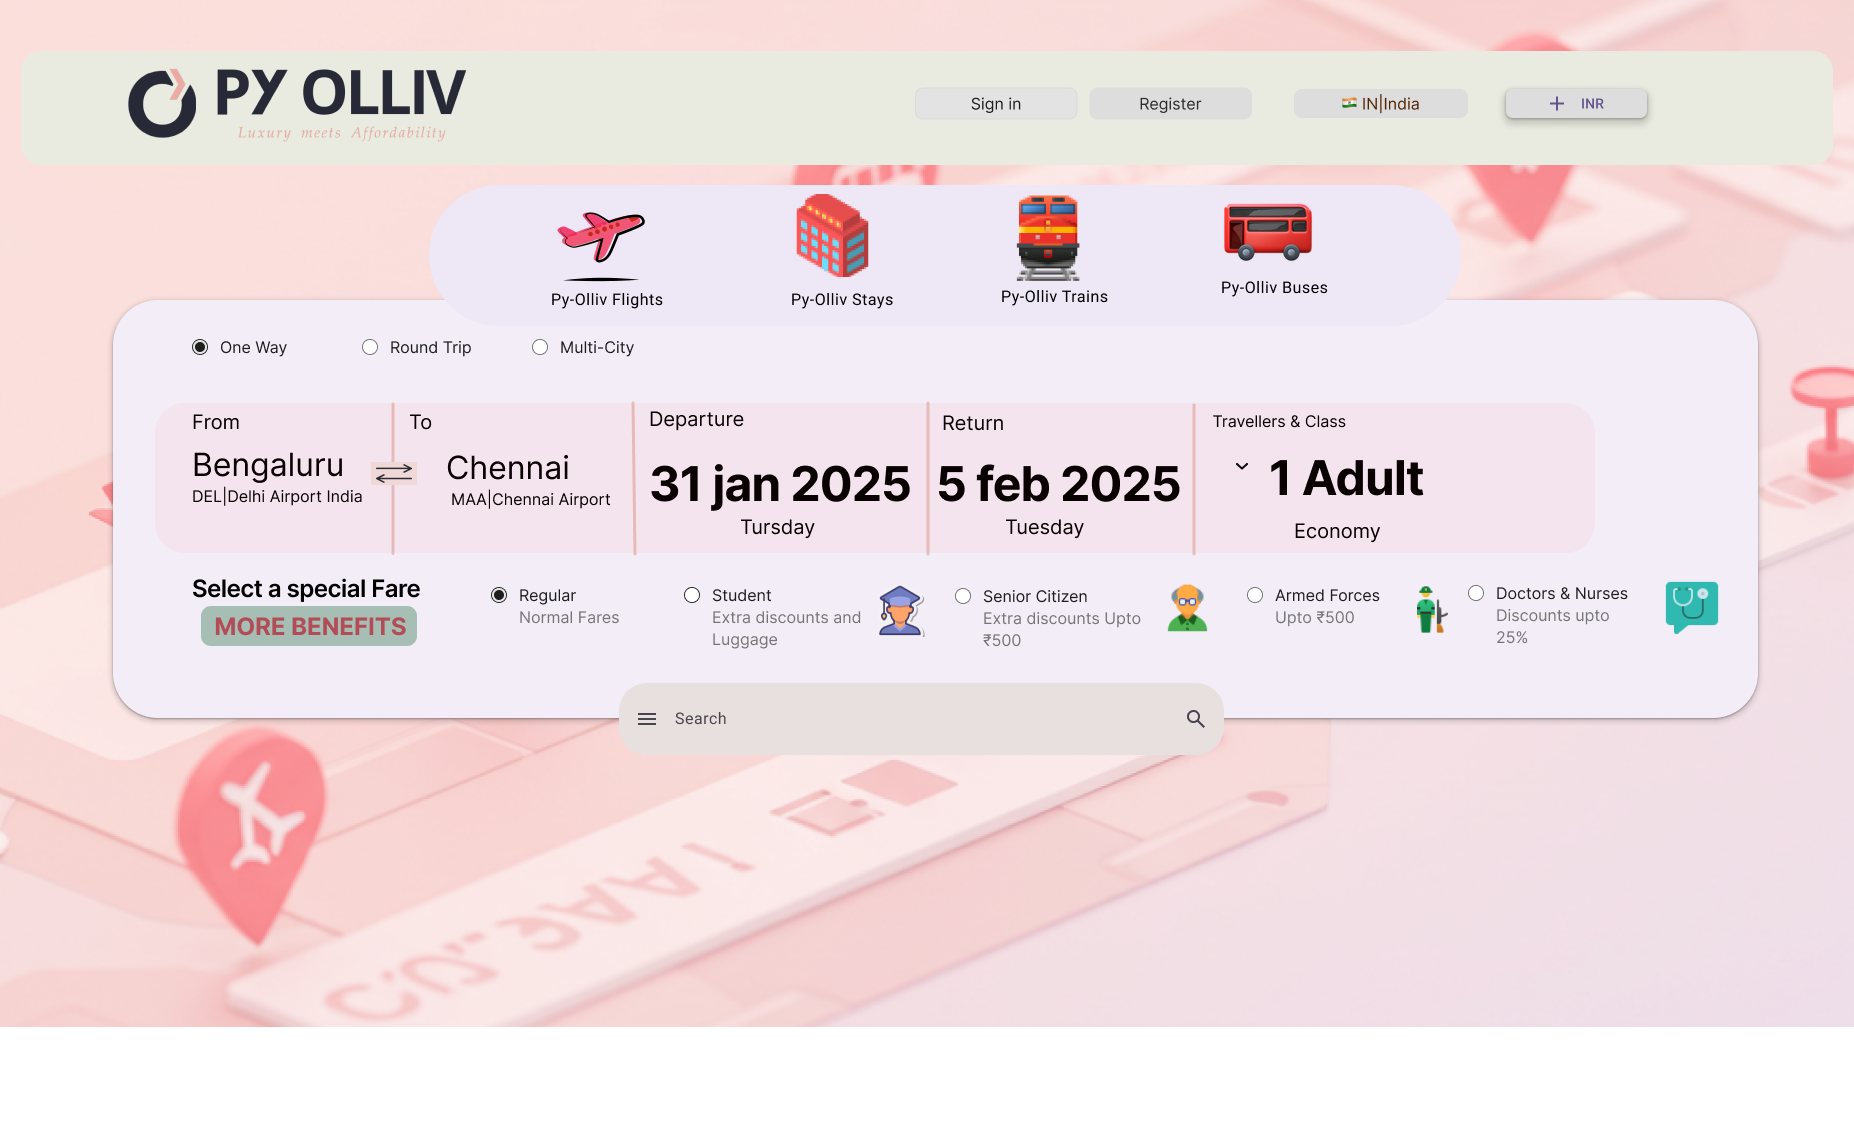 PY OLLIV
Luxury meets Affordability
Sign in
Register
IN|India
INR
Py-Olliv Flights
Py-Olliv Stays
Py-Olliv Trains
Py-Olliv Buses
One Way
Round Trip
Multi-City
From
Bengaluru
DEL|Delhi Airport India
To
Chennai
MAA|Chennai Airport
Departure
31 jan 2025
Tursday
Return
5 feb 2025
Tuesday
Travellers & Class
1 Adult
Economy
Select a special Fare
MORE BENEFITS
Regular
Normal Fares
Student
Extra discounts and
Luggage
Senior Citizen
Extra discounts Upto
₹500
Armed Forces
Upto ₹500
Doctors & Nurses
Discounts upto
25%
Search